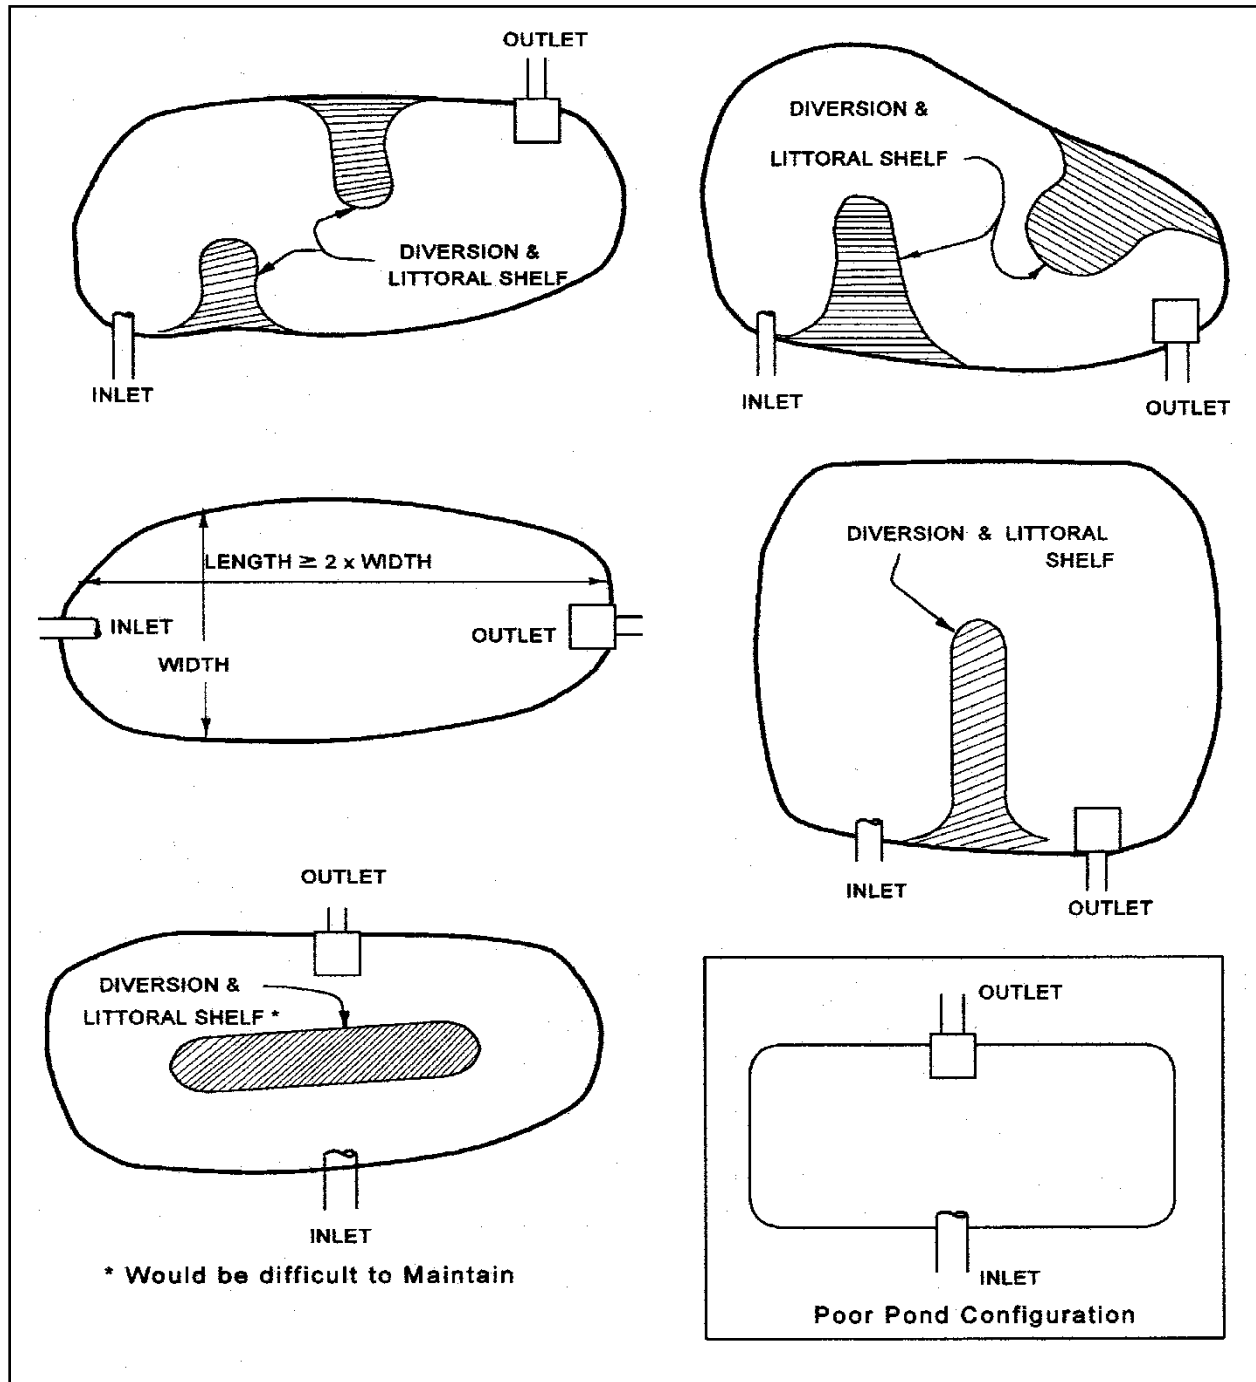 OUTLET
DIVERSION &
LITTORAL SHELF
INLET
DIVERSION &
LITTORAL SHELF
INLET
OUTLET
LENGTH ≥ 2 x WIDTH
INLET
OUTLET
WIDTH
DIVERSION & LITTORAL
SHELF
INLET
OUTLET
OUTLET
DIVERSION &
LITTORAL SHELF *
INLET
* Would be difficult to Maintain
OUTLET
INLET
Poor Pond Configuration